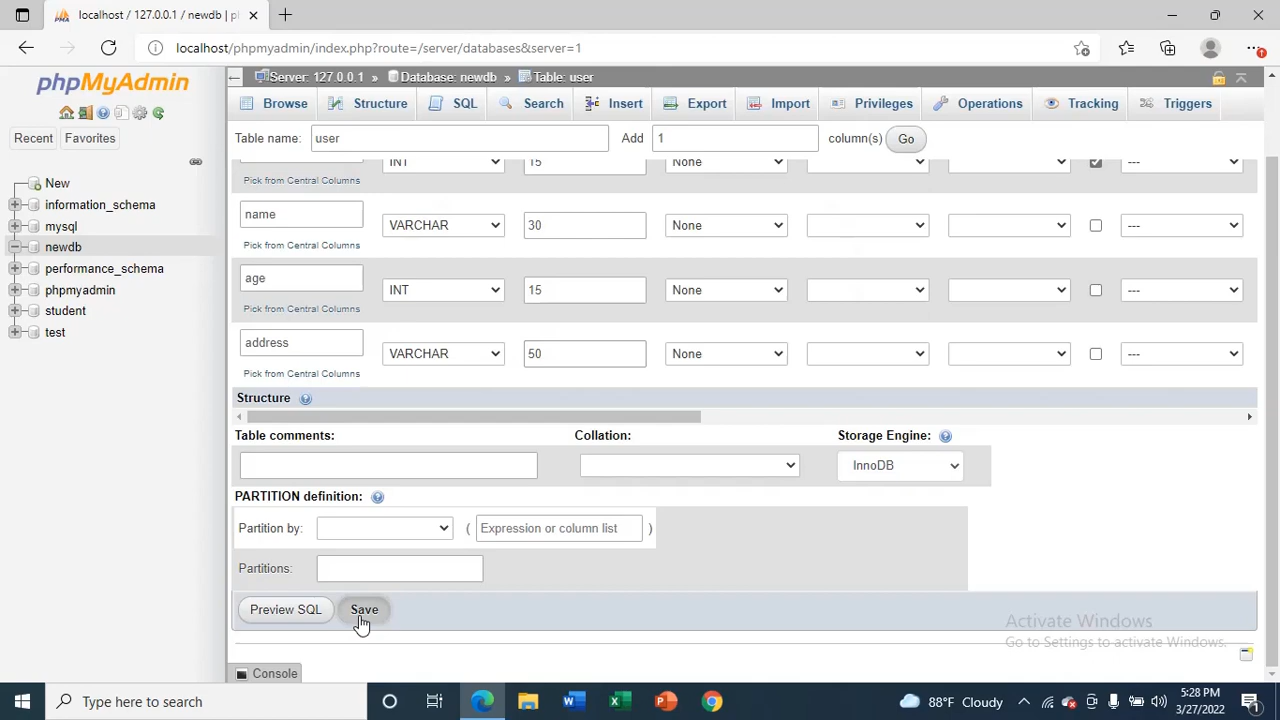 localhost / 127.0.0.1 / newdb | p
localhost/phpmyadmin/index.php?route=/server/databases&server=1
phpMyAdmin
Recent
Favorites
New
information_schema
mysql
newdb
performance_schema
phpmyadmin
student
test
Server: 127.0.0.1 » Database: newdb » Table: user
Browse Structure SQL Search Insert Export Import Privileges Operations Tracking Triggers
Table name: user Add 1 column(s) Go
INT 15 None ---
Pick from Central Columns
name VARCHAR 30 None ---
Pick from Central Columns
age INT 15 None ---
Pick from Central Columns
address VARCHAR 50 None ---
Pick from Central Columns
Structure
Table comments: Collation: Storage Engine:
InnoDB
PARTITION definition:
Partition by: ( Expression or column list )
Partitions:
Preview SQL Save
Activate Windows
Go to Settings to activate Windows.
Console
Type here to search
88°F Cloudy
5:28 PM
3/27/2022
1